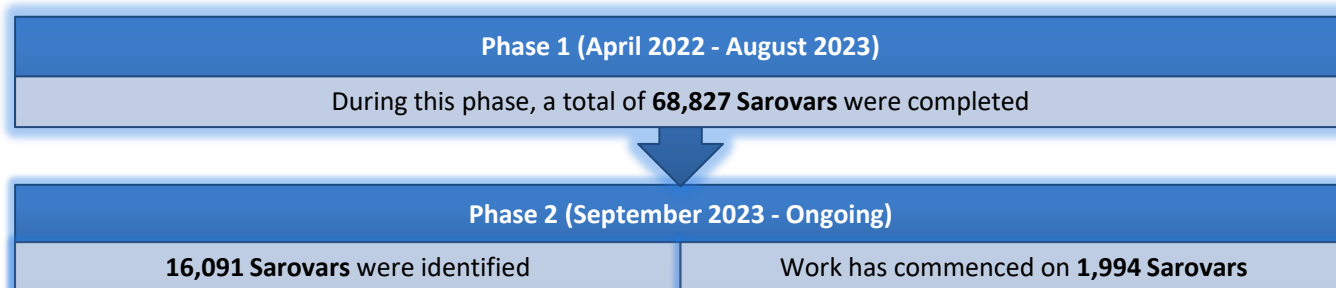 Phase 1 (April 2022 - August 2023)
During this phase, a total of 68,827 Sarovars were completed
Phase 2 (September 2023 - Ongoing)
16,091 Sarovars were identified
Work has commenced on 1,994 Sarovars